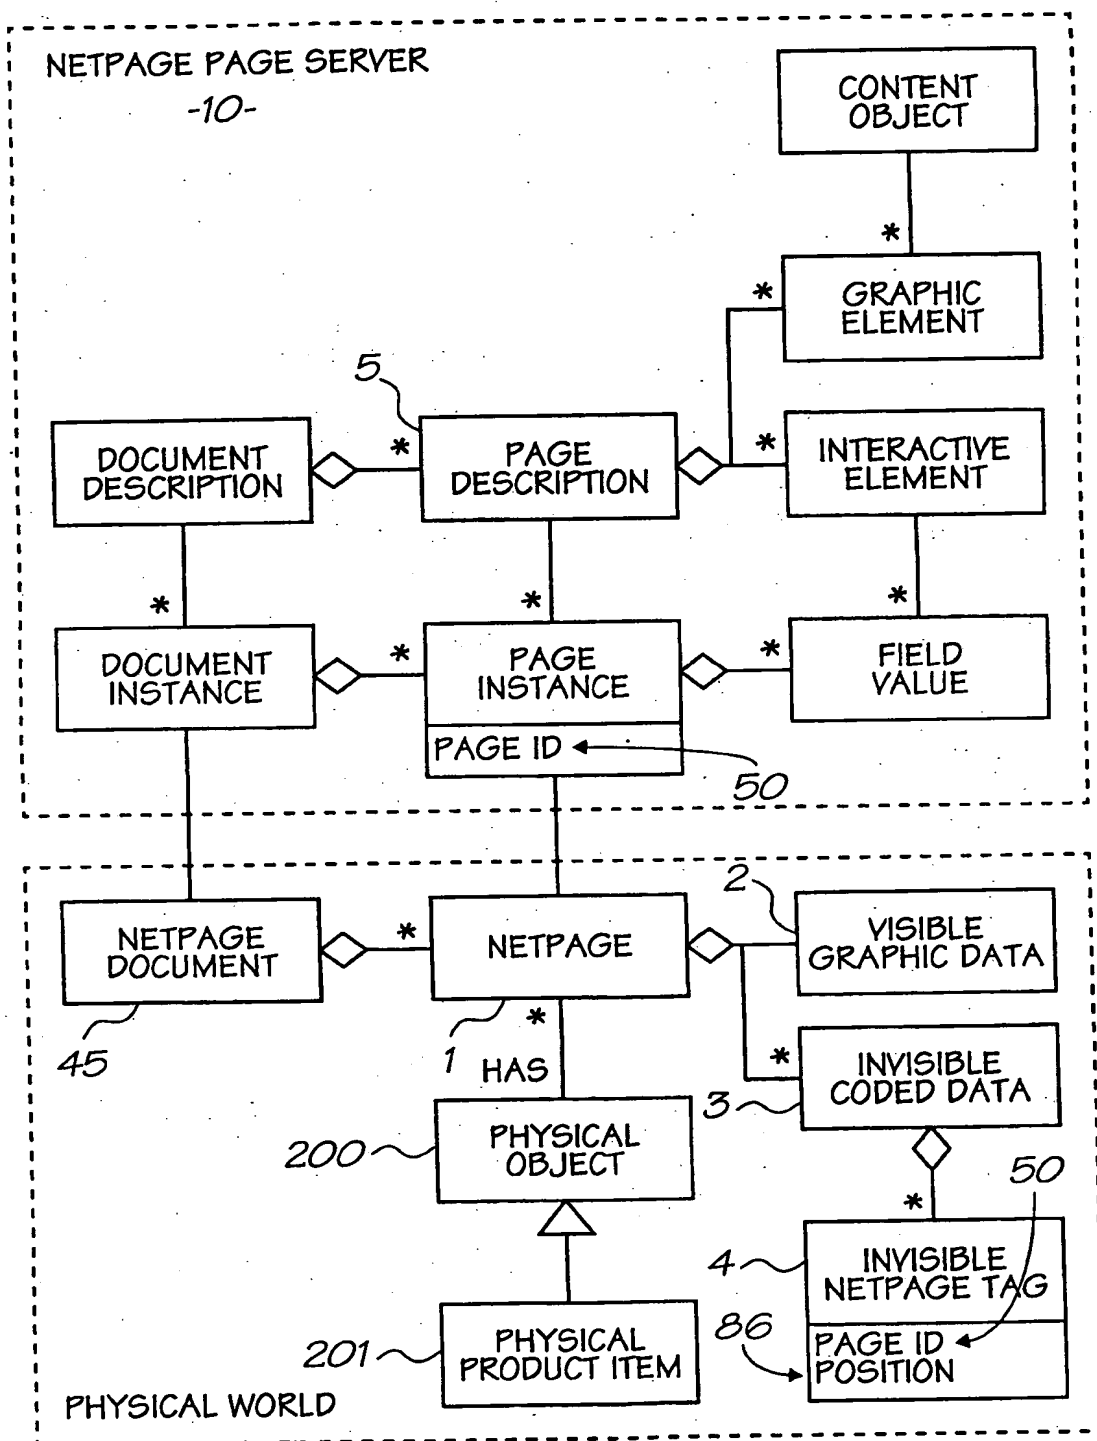 NETPAGE PAGE SERVER
-10-
CONTENT
OBJECT
*
GRAPHIC
ELEMENT
*
5
DOCUMENT
DESCRIPTION
*
PAGE
DESCRIPTION
*
INTERACTIVE
ELEMENT
*
*
*
DOCUMENT
INSTANCE
*
PAGE
INSTANCE
*
FIELD
VALUE
PAGE ID
50
2
NETPAGE
DOCUMENT
*
NETPAGE
VISIBLE
GRAPHIC DATA
45
1
*
HAS
*
INVISIBLE
CODED DATA
3
200
PHYSICAL
OBJECT
50
*
4
INVISIBLE
NETPAGE TAG
86
PAGE ID
POSITION
201
PHYSICAL
PRODUCT ITEM
PHYSICAL WORLD